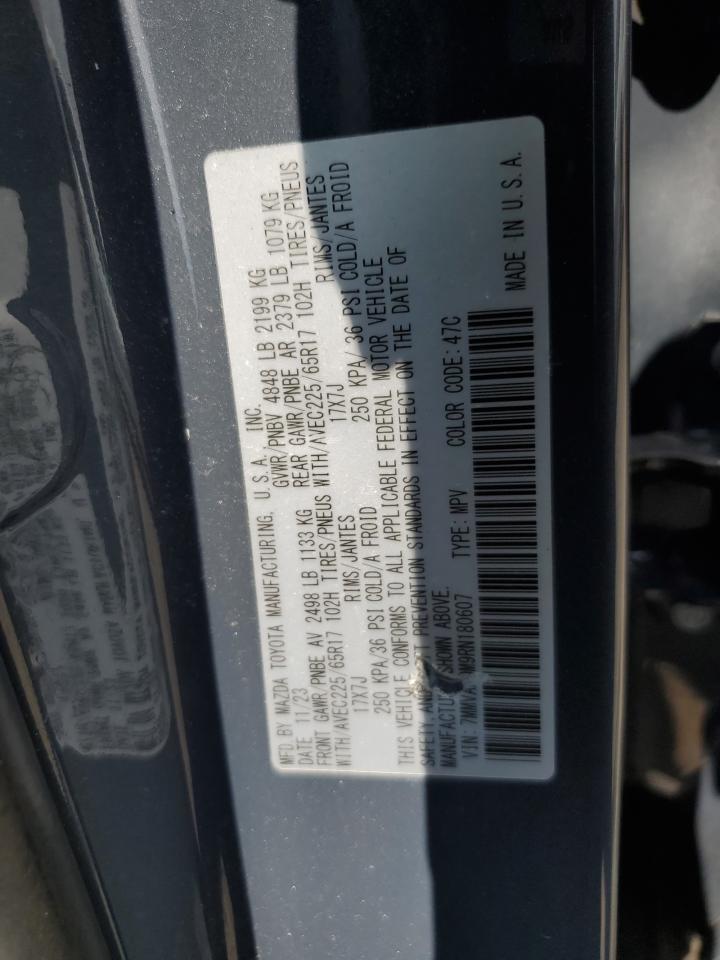 MFD BY MAZDA TOYOTA MANUFACTURING, U.S.A., INC.
DATE 11/23 GVWR/PNBV 4848 LB 2199 KG
FRONT GAWR/PNBE AV 2498 LB 1133 KG REAR GAWR/PNBE AR 2379 LB 1079 KG
WITH/AVEC225/65R17 102H TIRES/PNEUS WITH/AVEC225/65R17 102H TIRES/PNEUS
17X7J RIMS/JANTES 17X7J RIMS/JANTES
250 KPA/36 PSI COLD/A FROID 250 KPA/ 36 PSI COLD/A FROID
THIS VEHICLE CONFORMS TO ALL APPLICABLE FEDERAL MOTOR VEHICLE
SAFETY AND PREVENTION STANDARDS IN EFFECT ON THE DATE OF
MANUFACTURE SHOWN ABOVE.
VIN: TYPE: MPV COLOR CODE: 47C MADE IN U.S.A.